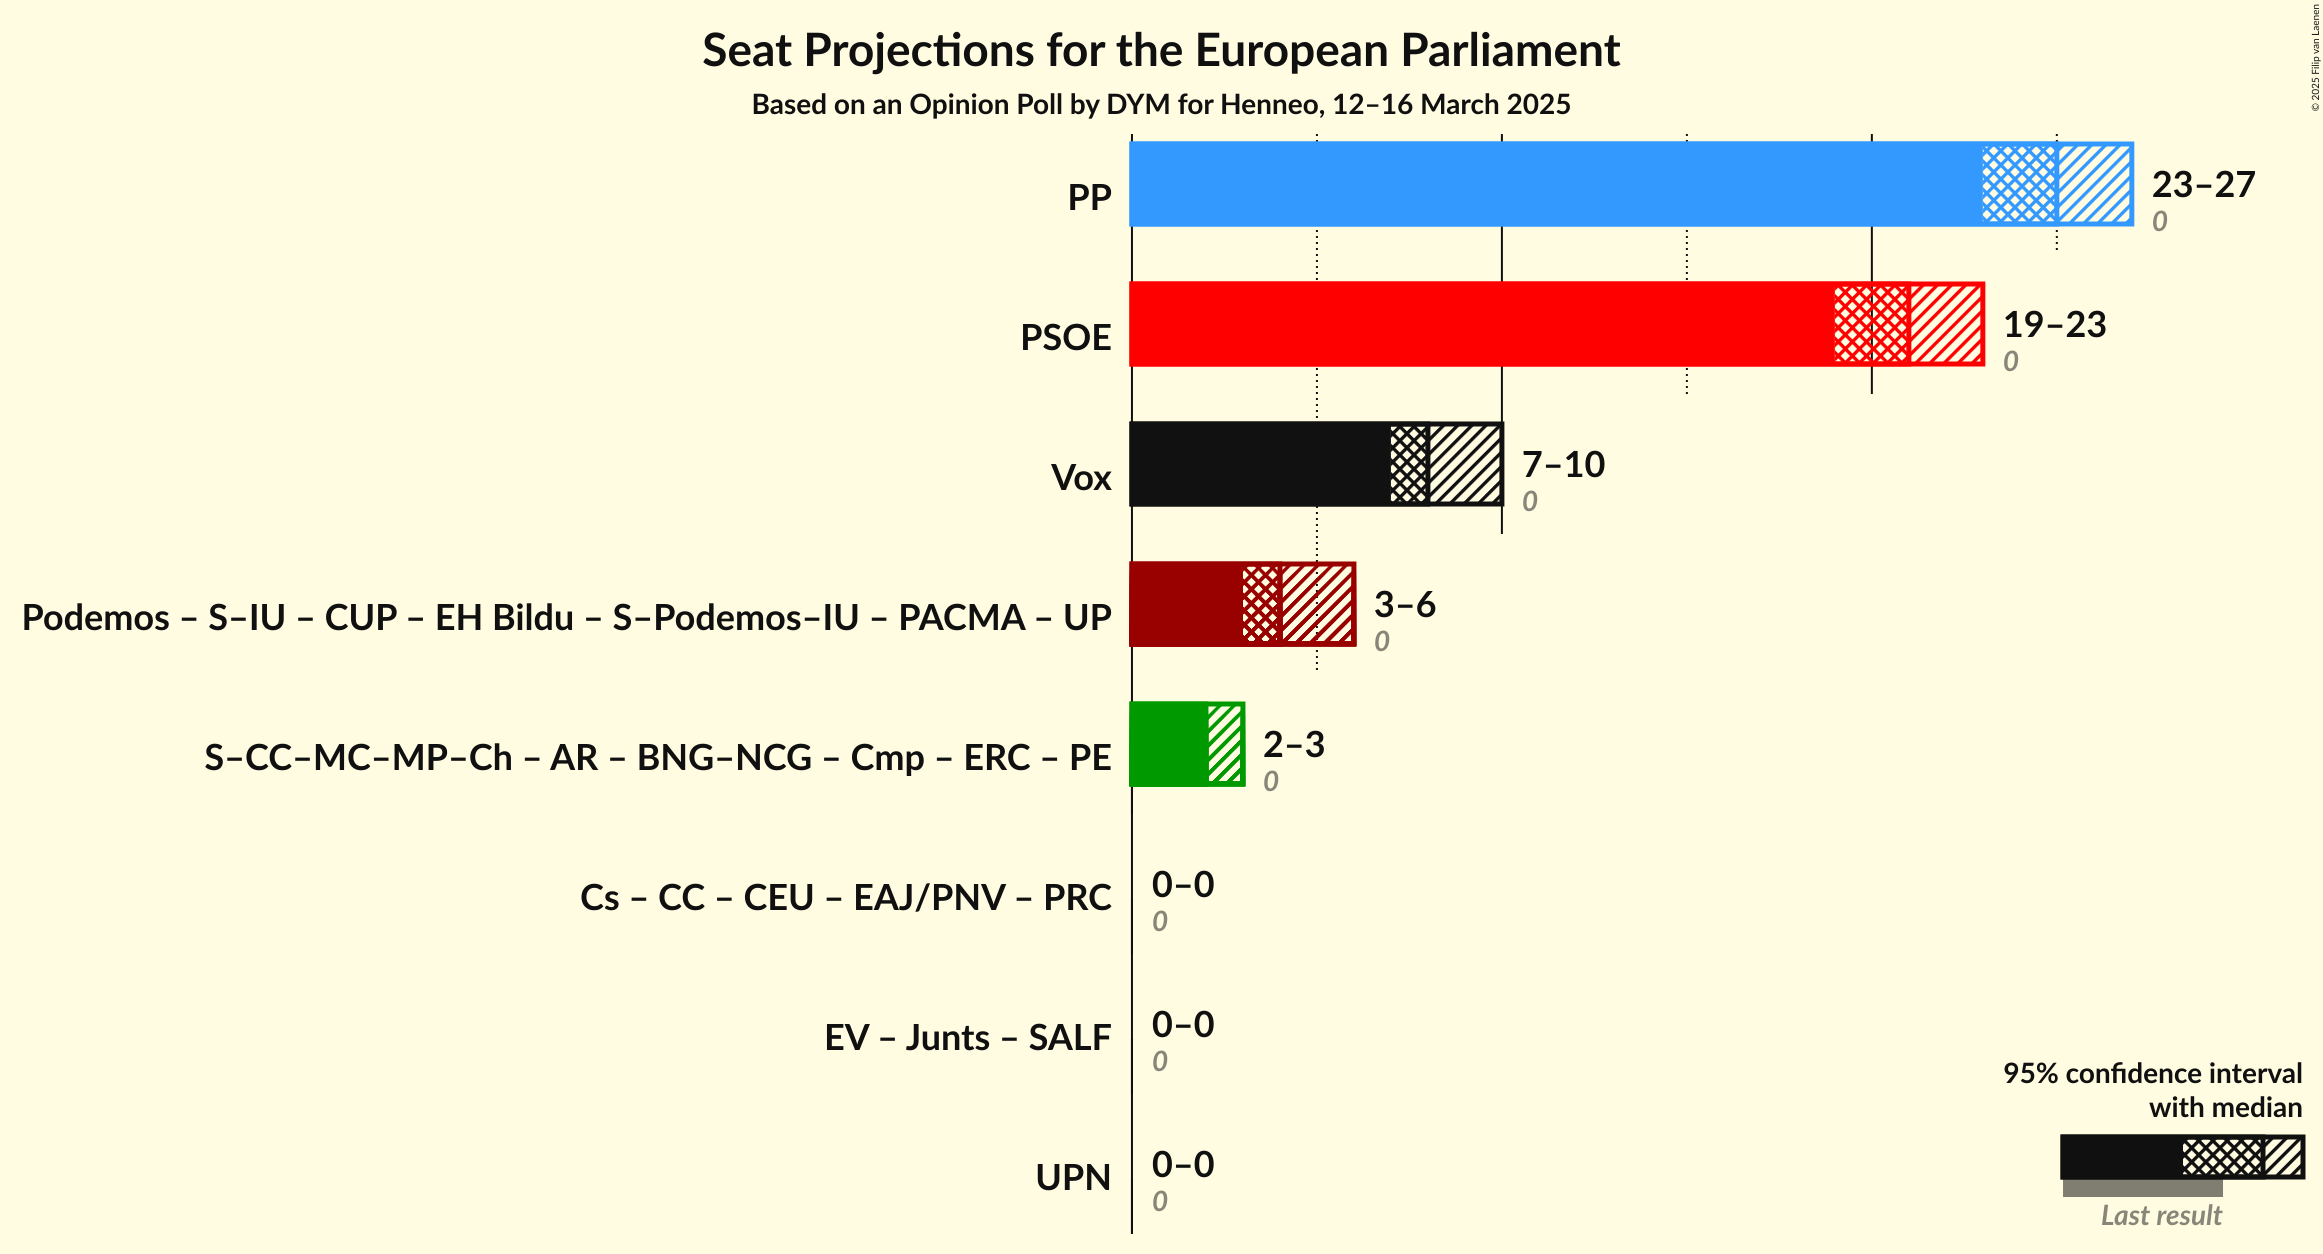 Seat Projections for the European Parliament
Based on an Opinion Poll by DYM for Henneo, 12–16 March 2025
© 2025 Filip van Laenen
PP
23–27
0
PSOE
19–23
0
Vox
7–10
0
Podemos – S–IU – CUP – EH Bildu – S–Podemos–IU – PACMA – UP
3–6
0
S–CC–MC–MP–Ch – AR – BNG–NCG – Cmp – ERC – PE
2–3
0
Cs – CC – CEU – EAJ/PNV – PRC
0–0
0
EV – Junts – SALF
0–0
0
UPN
0–0
0
95% confidence interval
with median
Last result